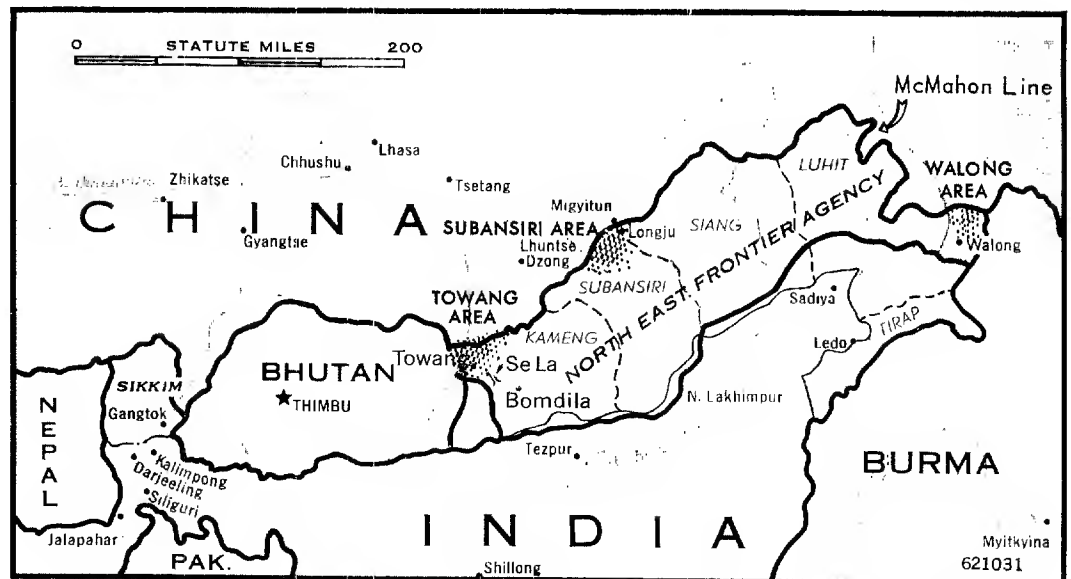 0 STATUTE MILES 200
McMahon Line
Lhasa
Chhushu
LUHIT
WALONG
AREA
Zhikatse
Tsetang
CHINA
Migyitun
SIANG
SUBANSIRI AREA
Longju
Gyangtse
Lhuntse
Dzong
Walong
SUBANSIRI
NORTH EAST FRONTIER AGENCY
TOWANG
AREA
Sadiya
KAMENG
TIRAP
Towang
Se La
Ledo
BHUTAN
SIKKIM
THIMBU
Bomdila
N. Lakhimpur
NEPAL
Gangtok
Tezpur
Kalimpong
Darjeeling
BURMA
Siliguri
INDIA
Jalapahar
Myitkyina
PAK.
Shillong
621031